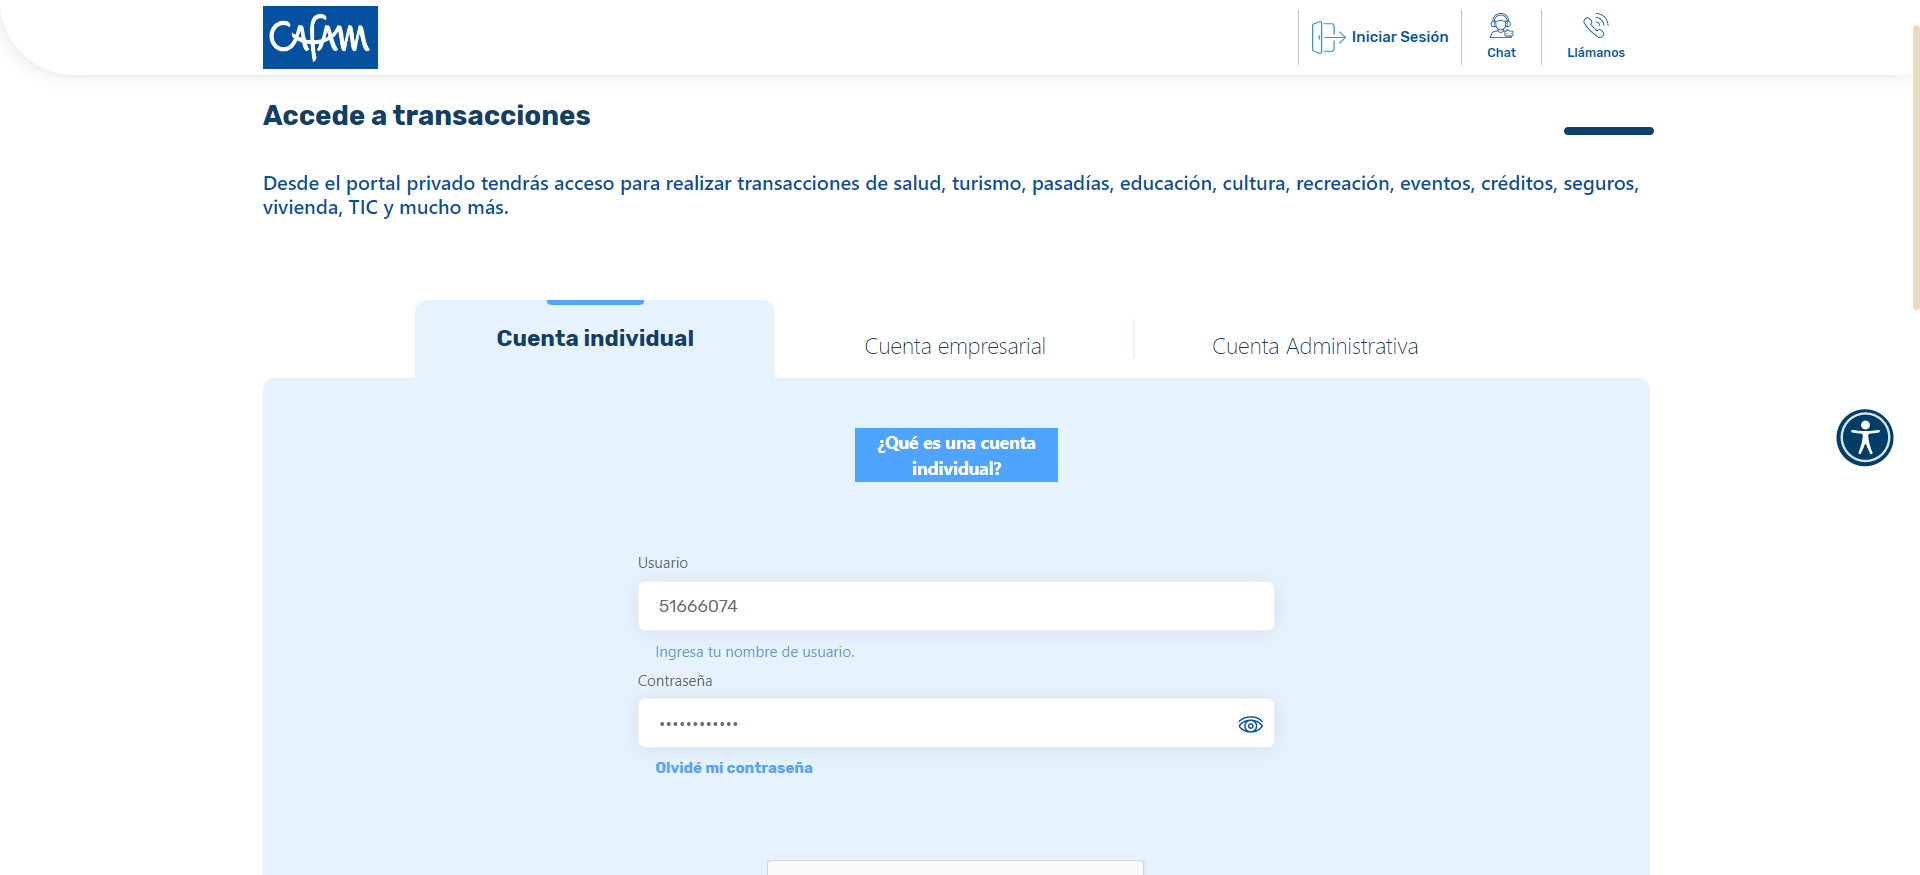 CAFAM
Iniciar Sesión
Chat
Llámanos
Accede a transacciones
Desde el portal privado tendrás acceso para realizar transacciones de salud, turismo, pasadías, educación, cultura, recreación, eventos, créditos, seguros,
vivienda, TIC y mucho más.
Cuenta individual
Cuenta empresarial
Cuenta Administrativa
¿Qué es una cuenta
individual?
Usuario
51666074
Ingresa tu nombre de usuario.
Contraseña
••••••••••••
Olvidé mi contraseña